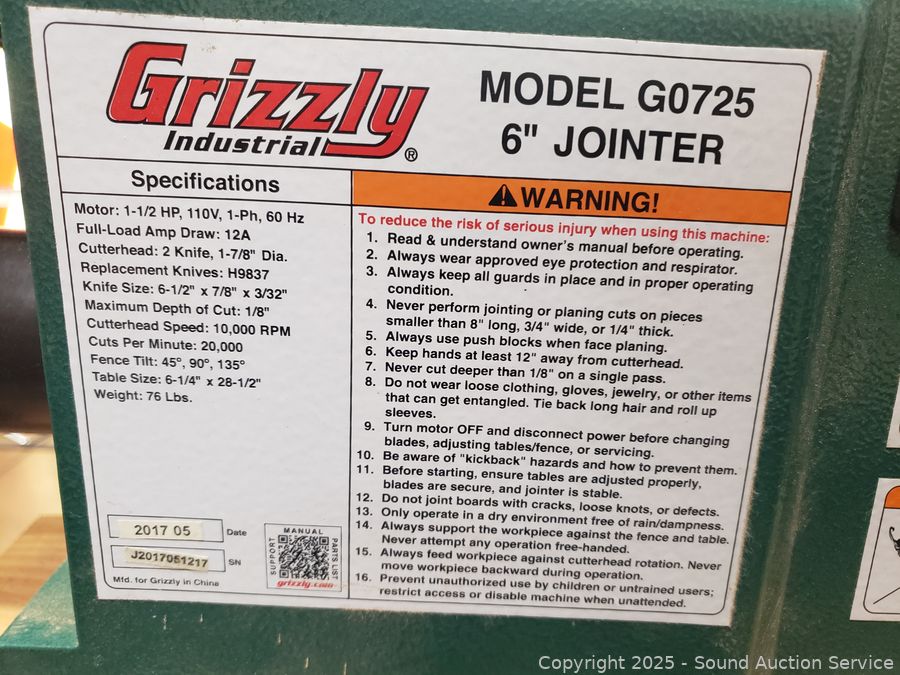 Grizzly
Industrial®
MODEL G0725
6" JOINTER
Specifications
Motor: 1-1/2 HP, 110V, 1-Ph, 60 Hz
Full-Load Amp Draw: 12A
Cutterhead: 2 Knife, 1-7/8" Dia.
Replacement Knives: H9837
Knife Size: 6-1/2" x 7/8" x 3/32"
Maximum Depth of Cut: 1/8"
Cutterhead Speed: 10,000 RPM
Cuts Per Minute: 20,000
Fence Tilt: 45°, 90°, 135°
Table Size: 6-1/4" x 28-1/2"
Weight: 76 Lbs.
2017 05 Date
J2017051217 SN
Mfd. for Grizzly in China
MANUAL
SUPPORT
PARTS LIST
grizzly.com
WARNING!
To reduce the risk of serious injury when using this machine:
1. Read & understand owner's manual before operating.
2. Always wear approved eye protection and respirator.
3. Always keep all guards in place and in proper operating
condition.
4. Never perform jointing or planing cuts on pieces
smaller than 8" long, 3/4" wide, or 1/4" thick.
5. Always use push blocks when face planing.
6. Keep hands at least 12" away from cutterhead.
7. Never cut deeper than 1/8" on a single pass.
8. Do not wear loose clothing, gloves, jewelry, or other items
that can get entangled. Tie back long hair and roll up
sleeves.
9. Turn motor OFF and disconnect power before changing
blades, adjusting tables/fence, or servicing.
10. Be aware of "kickback" hazards and how to prevent them.
11. Before starting, ensure tables are adjusted properly,
blades are secure, and jointer is stable.
12. Do not joint boards with cracks, loose knots, or defects.
13. Only operate in a dry environment free of rain/dampness.
14. Always support the workpiece against the fence and table.
Never attempt any operation free-handed.
15. Always feed workpiece against cutterhead rotation. Never
move workpiece backward during operation.
16. Prevent unauthorized use by children or untrained users;
restrict access or disable machine when unattended.
Copyright 2025 - Sound Auction Service